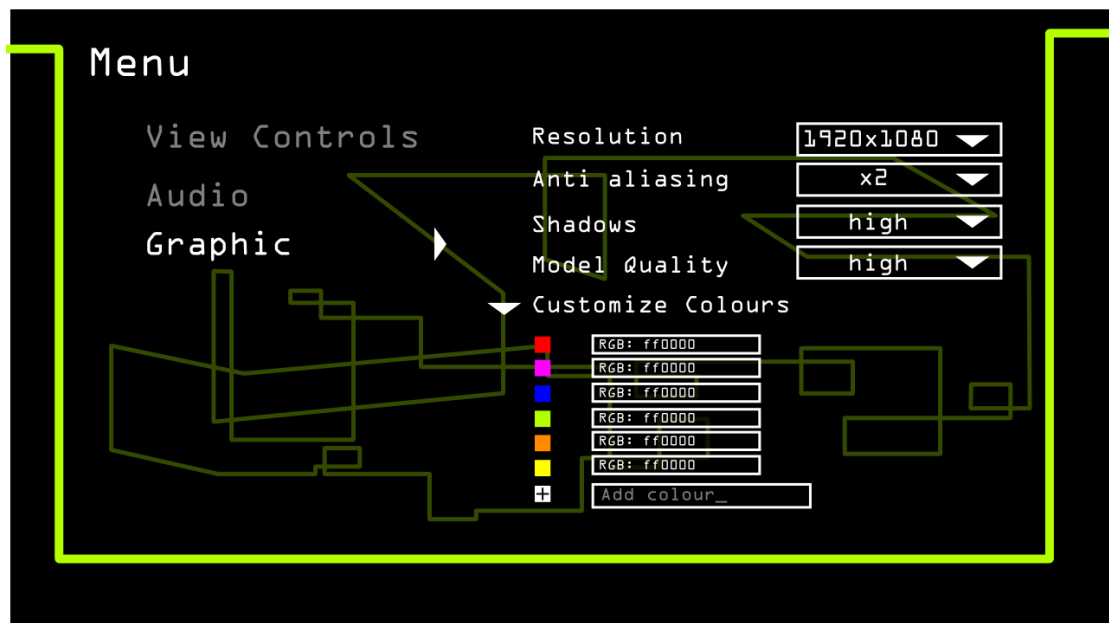 Menu
View Controls
Audio
Graphic
Resolution 1920x1080
Anti aliasing x2
Shadows high
Model Quality high
Customize Colours
RGB: ff0000
RGB: ff0000
RGB: ff0000
RGB: ff0000
RGB: ff0000
RGB: ff0000
Add colour_